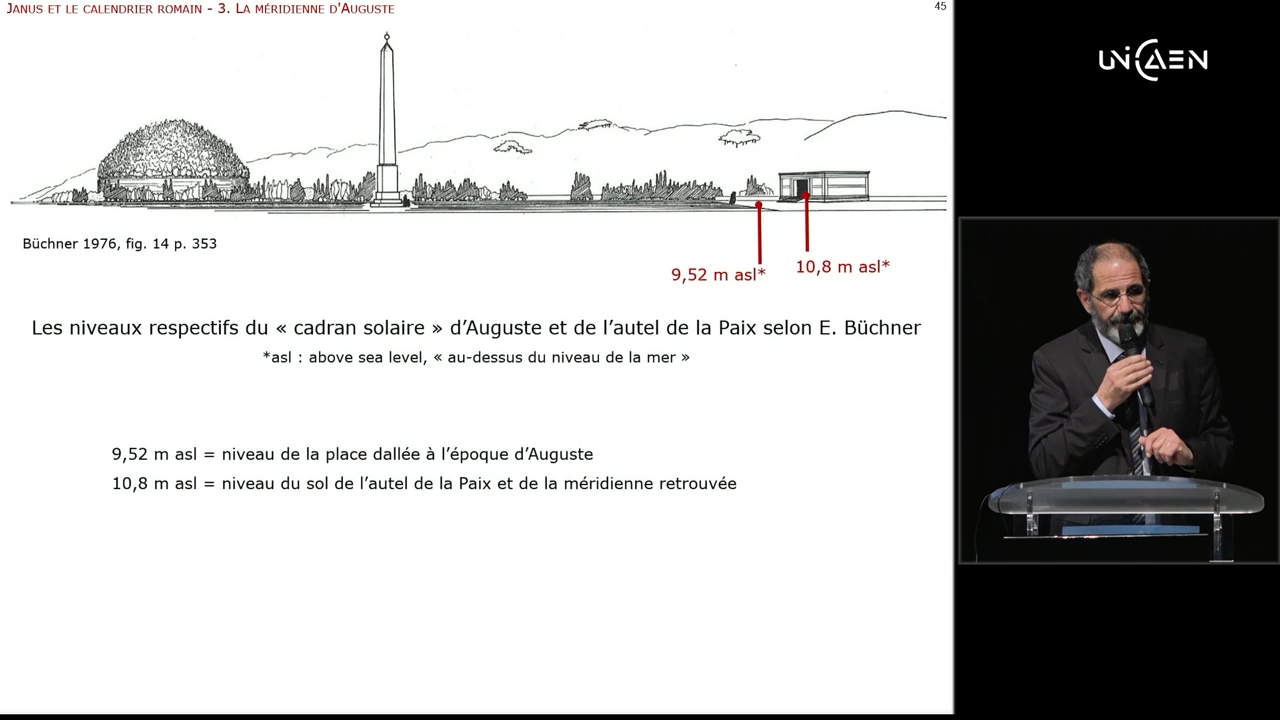 JANUS ET LE CALENDRIER ROMAIN - 3. LA MÉRIDIENNE D'AUGUSTE
45
UNICAEN
Büchner 1976, fig. 14 p. 353
9,52 m asl*
10,8 m asl*
Les niveaux respectifs du « cadran solaire » d’Auguste et de l’autel de la Paix selon E. Büchner
*asl : above sea level, « au-dessus du niveau de la mer »
9,52 m asl = niveau de la place dallée à l’époque d’Auguste
10,8 m asl = niveau du sol de l’autel de la Paix et de la méridienne retrouvée